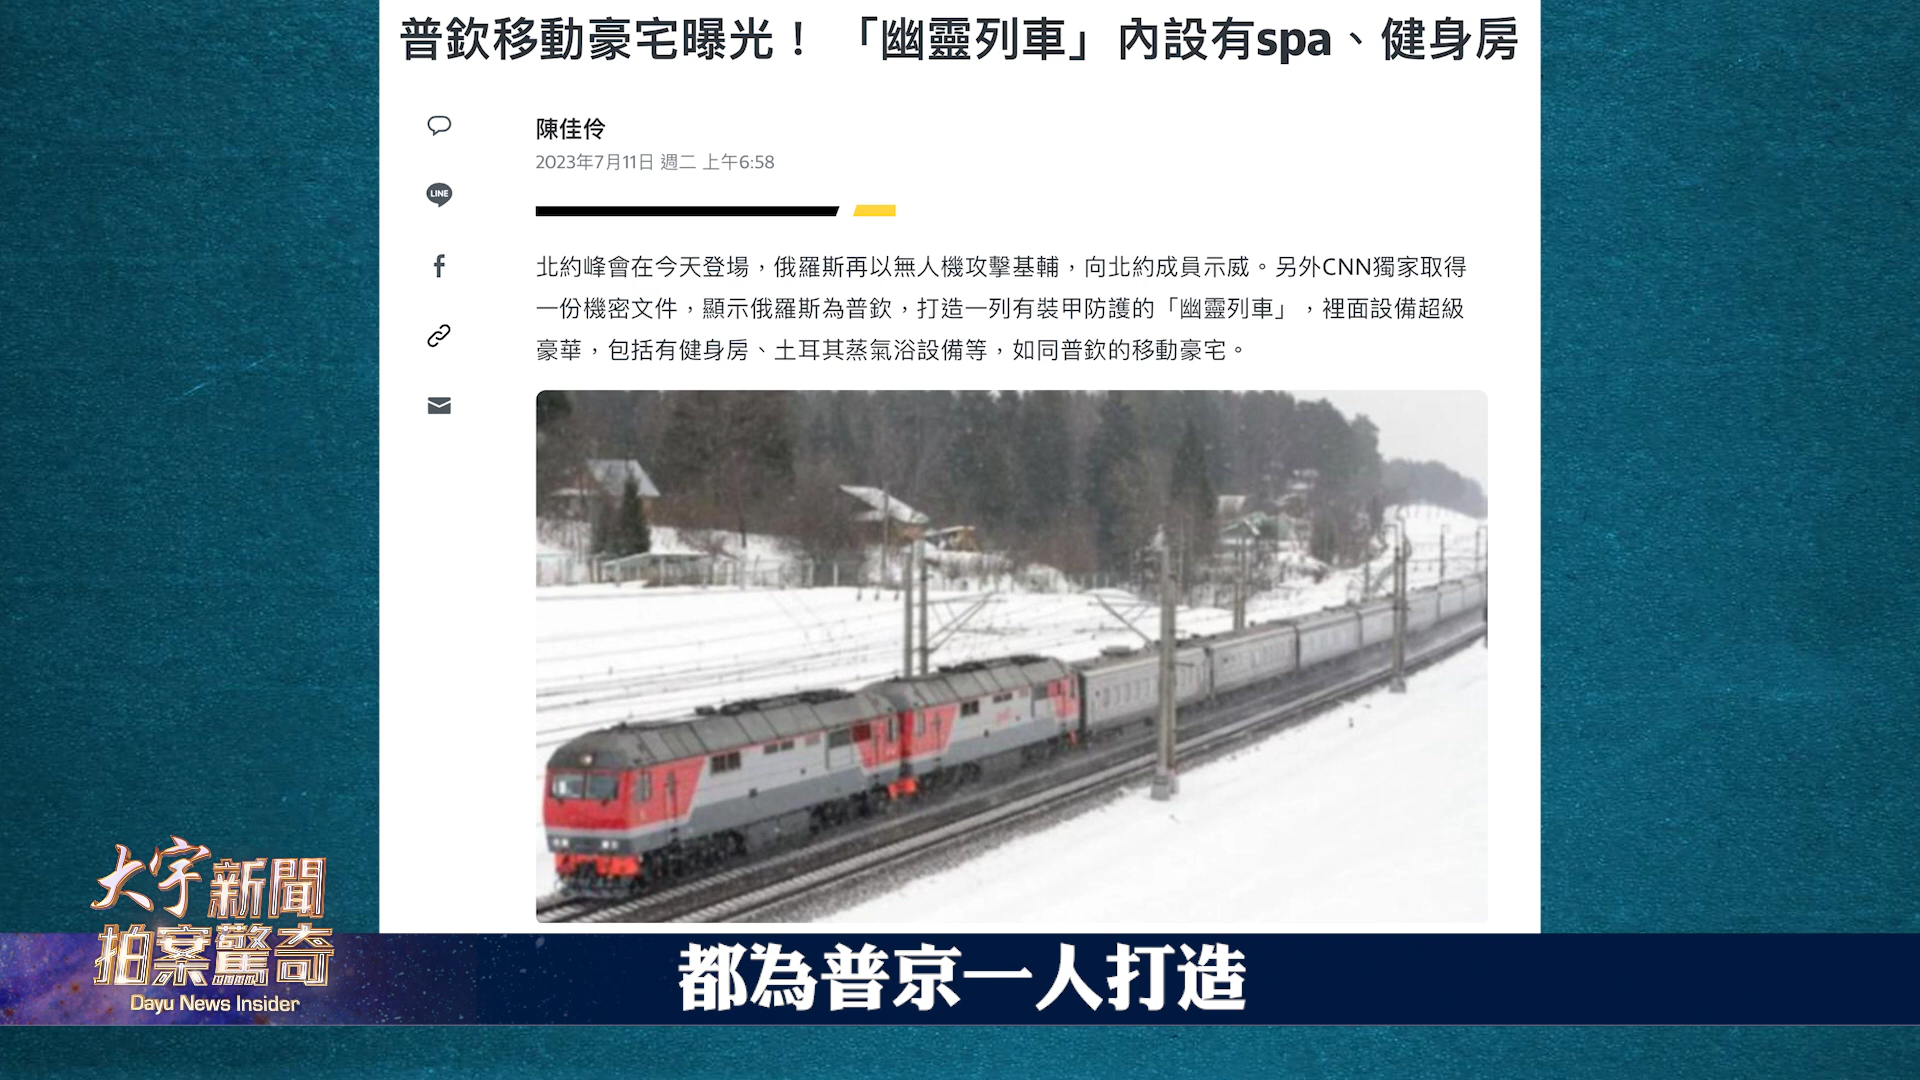 普欽移動豪宅曝光！「幽靈列車」內設有spa、健身房
陳佳伶
2023年7月11日 週二 上午6:58
LINE
北約峰會在今天登場，俄羅斯再以無人機攻擊基輔，向北約成員示威。另外CNN獨家取得
一份機密文件，顯示俄羅斯為普欽，打造一列有裝甲防護的「幽靈列車」，裡面設備超級
豪華，包括有健身房、土耳其蒸氣浴設備等，如同普欽的移動豪宅。
大宇新聞
拍案驚奇
Dayu News Insider
都為普京一人打造